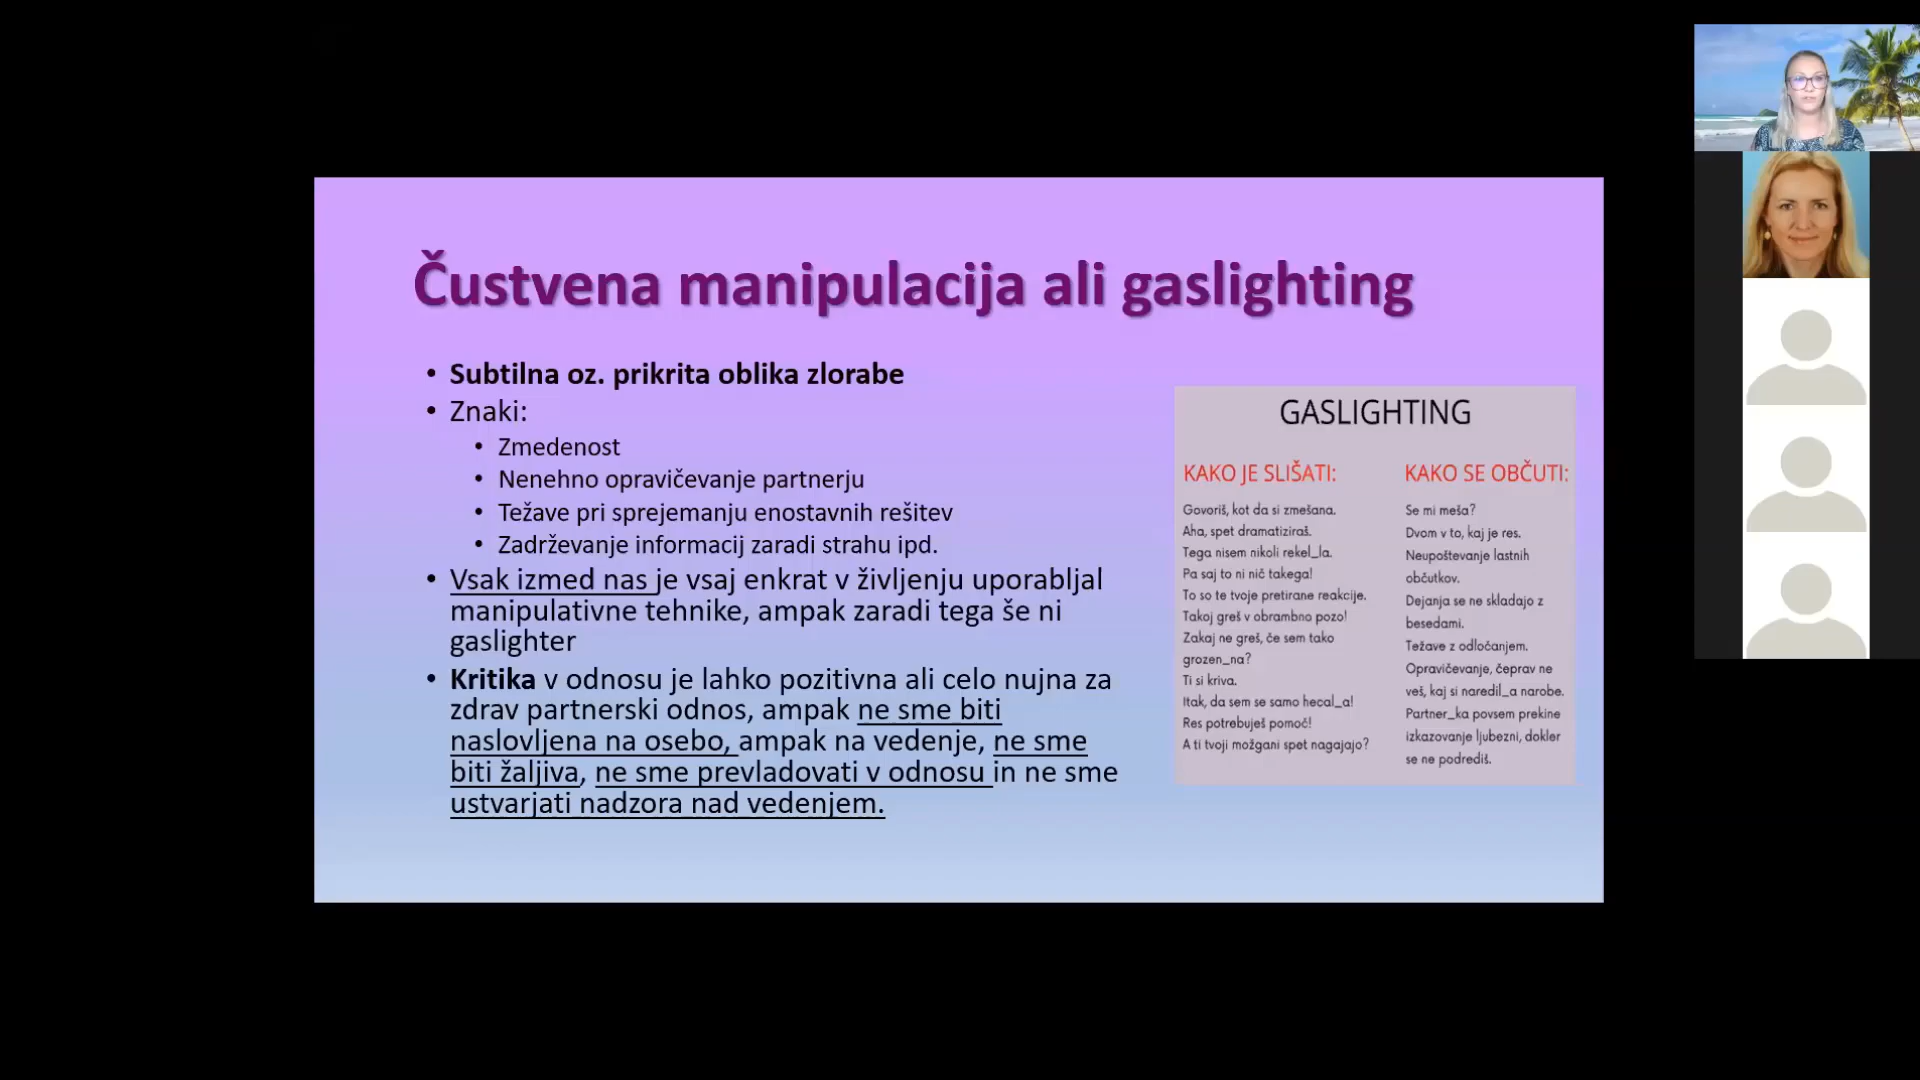 Čustvena manipulacija ali gaslighting
• Subtilna oz. prikrita oblika zlorabe
• Znaki:
• Zmedenost
• Nenehno opravičevanje partnerju
• Težave pri sprejemanju enostavnih rešitev
• Zadrževanje informacij zaradi strahu ipd.
• Vsak izmed nas je vsaj enkrat v življenju uporabljal
manipulativne tehnike, ampak zaradi tega še ni
gaslighter
• Kritika v odnosu je lahko pozitivna ali celo nujna za
zdrav partnerski odnos, ampak ne sme biti
naslovljena na osebo, ampak na vedenje, ne sme
biti žaljiva, ne sme prevladovati v odnosu in ne sme
ustvarjati nadzora nad vedenjem.
GASLIGHTING
KAKO JE SLIŠATI:
Govoriš, kot da si zmešana.
Aha, spet dramatiziraš.
Tega nisem nikoli rekel_la.
Pa saj to ni nič takega!
To so te tvoje pretirane reakcije.
Takoj greš v obrambno pozo!
Zakaj ne greš, če sem tako
grozen_na?
Ti si kriva.
Itak, da sem se samo hecal_a!
Res potrebuješ pomoč!
A ti tvoji možgani spet nagajajo?
KAKO SE OBČUTI:
Se mi meša?
Dvom v to, kaj je res.
Neupoštevanje lastnih
občutkov.
Dejanja se ne skladajo z
besedami.
Težave z odločanjem.
Opravičevanje, čeprav ne
veš, kaj si naredil_a narobe.
Partner_ka povsem prekine
izkazovanje ljubezni, dokler
se ne podrediš.